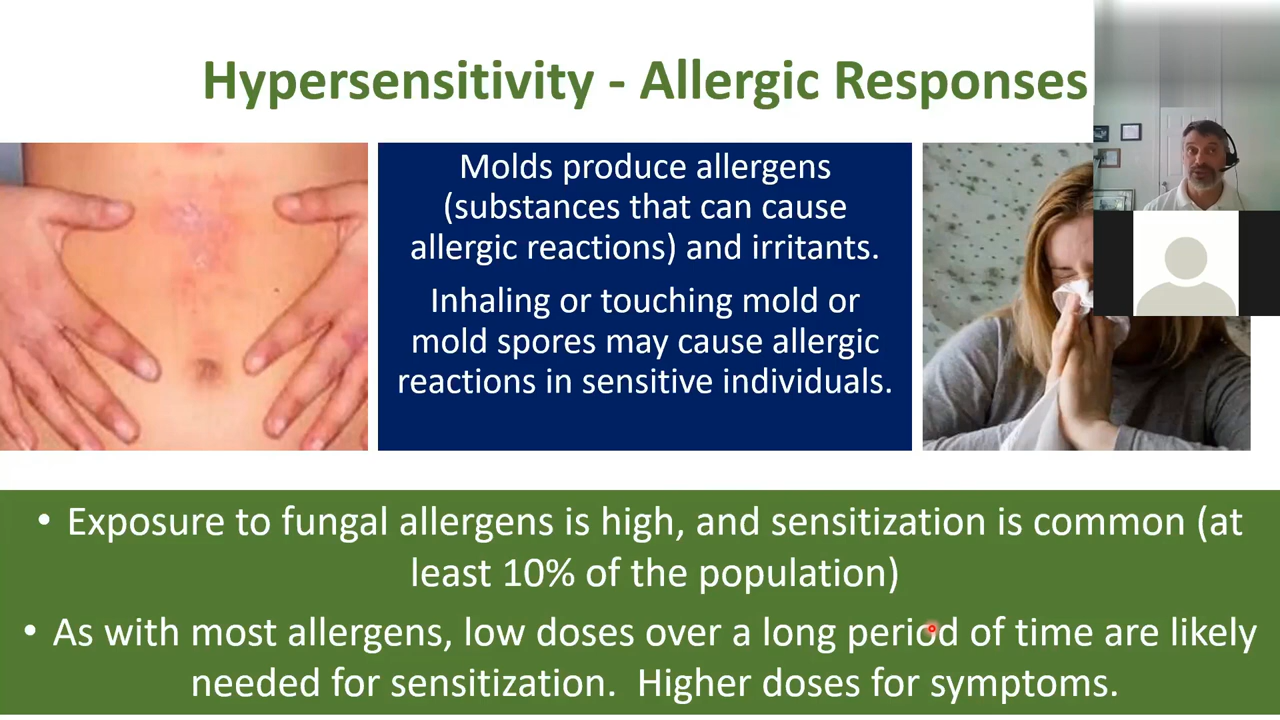 Hypersensitivity - Allergic Responses
Molds produce allergens
(substances that can cause
allergic reactions) and irritants.
Inhaling or touching mold or
mold spores may cause allergic
reactions in sensitive individuals.
• Exposure to fungal allergens is high, and sensitization is common (at
least 10% of the population)
• As with most allergens, low doses over a long period of time are likely
needed for sensitization.  Higher doses for symptoms.